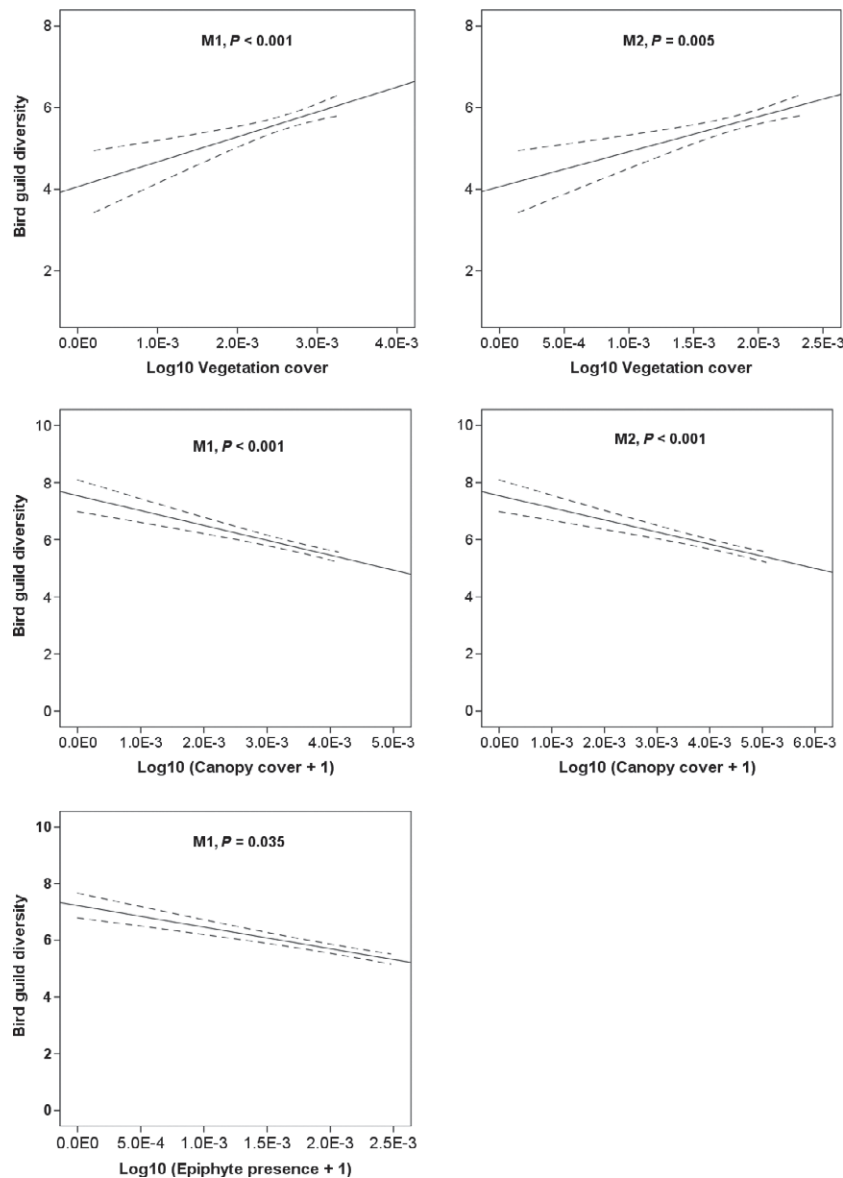 M1, P < 0.001
Bird guild diversity
8
6
4
2
0.0E0 1.0E-3 2.0E-3 3.0E-3 4.0E-3
Log10 Vegetation cover
M2, P = 0.005
8
6
4
2
0.0E0 5.0E-4 1.0E-3 1.5E-3 2.0E-3 2.5E-3
Log10 Vegetation cover
M1, P < 0.001
Bird guild diversity
10
8
6
4
2
0
0.0E0 1.0E-3 2.0E-3 3.0E-3 4.0E-3 5.0E-3
Log10 (Canopy cover + 1)
M2, P < 0.001
10
8
6
4
2
0
0.0E0 1.0E-3 2.0E-3 3.0E-3 4.0E-3 5.0E-3 6.0E-3
Log10 (Canopy cover + 1)
M1, P = 0.035
Bird guild diversity
10
8
6
4
2
0
0.0E0 5.0E-4 1.0E-3 1.5E-3 2.0E-3 2.5E-3
Log10 (Epiphyte presence + 1)